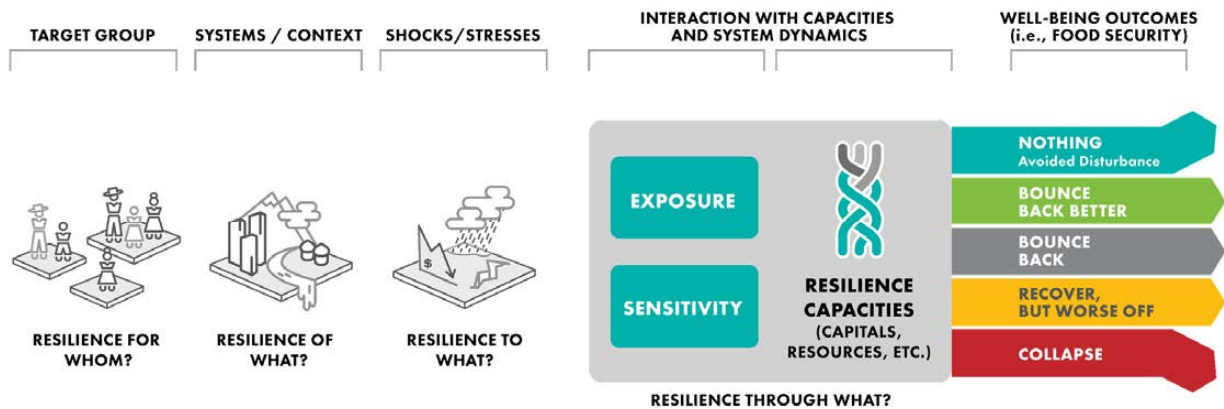 TARGET GROUP
SYSTEMS / CONTEXT
SHOCKS/STRESSES
INTERACTION WITH CAPACITIES
AND SYSTEM DYNAMICS
WELL-BEING OUTCOMES
(i.e., FOOD SECURITY)
$
RESILIENCE FOR
WHOM?
RESILIENCE OF
WHAT?
RESILIENCE TO
WHAT?
EXPOSURE
SENSITIVITY
RESILIENCE
CAPACITIES
(CAPITALS,
RESOURCES, ETC.)
RESILIENCE THROUGH WHAT?
NOTHING
Avoided Disturbance
BOUNCE
BACK BETTER
BOUNCE
BACK
RECOVER,
BUT WORSE OFF
COLLAPSE